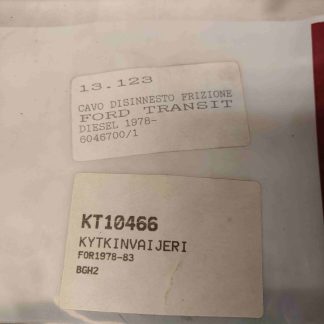 13.123
CAVO DISINNESTO FRIZIONE
FORD TRANSIT
DIESEL 1978-
6046700/1
KT10466
KYTKINVAIJERI
FOR1978-83
BGH2